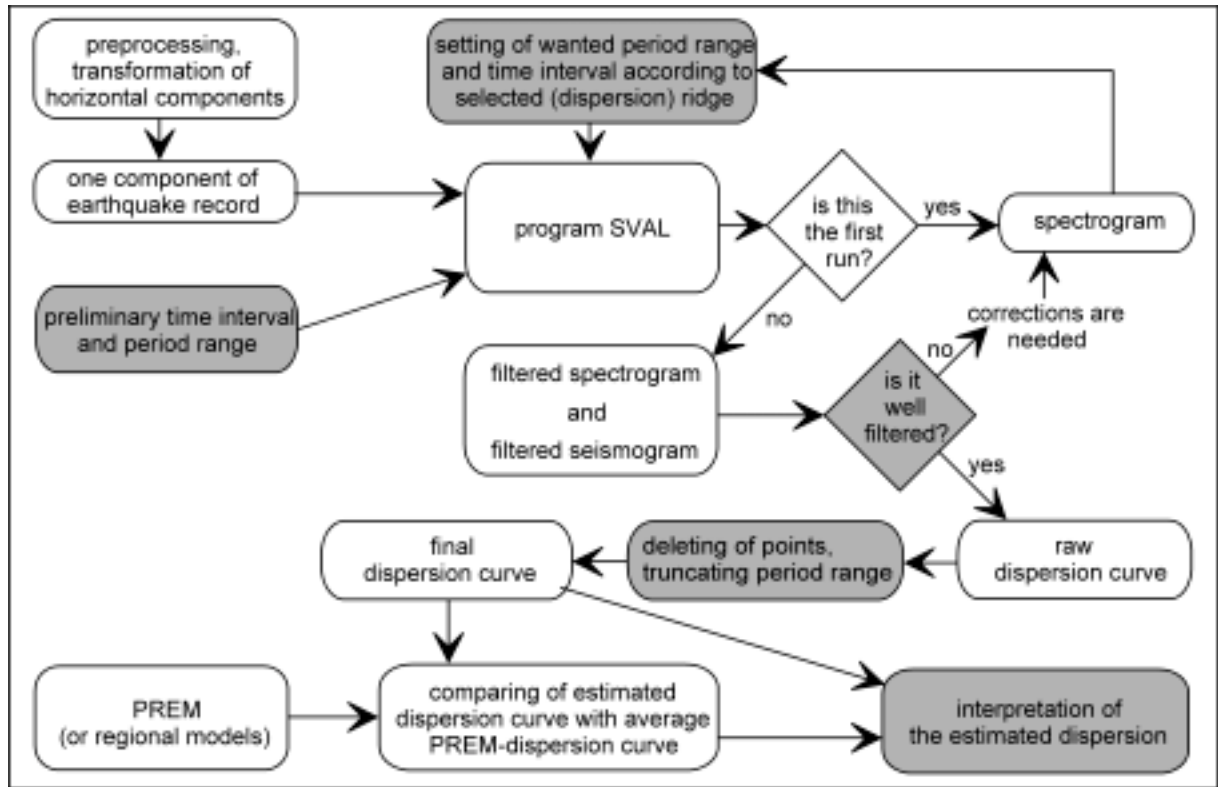 preprocessing,
transformation of
horizontal components
setting of wanted period range
and time interval according to
selected (dispersion) ridge
one component of
earthquake record
program SVAL
is this
the first
run?
yes
spectrogram
preliminary time interval
and period range
no
corrections are
needed
filtered spectrogram
and
filtered seismogram
no
is it
well
filtered?
yes
final
dispersion curve
deleting of points,
truncating period range
raw
dispersion curve
PREM
(or regional models)
comparing of estimated
dispersion curve with average
PREM-dispersion curve
interpretation of
the estimated dispersion